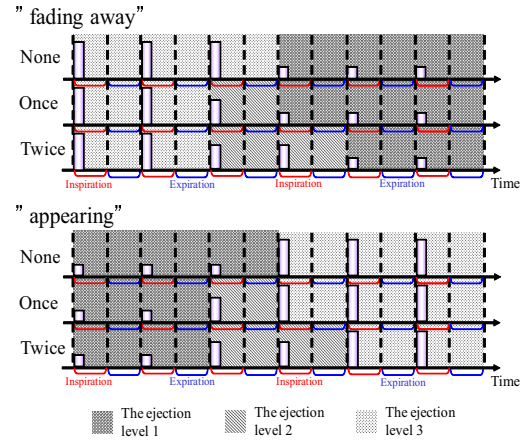 ” fading away”
None
Once
Twice
Inspiration Expiration Inspiration Expiration Time
” appearing”
None
Once
Twice
Inspiration Expiration Inspiration Expiration Time
The ejection level 1
The ejection level 2
The ejection level 3